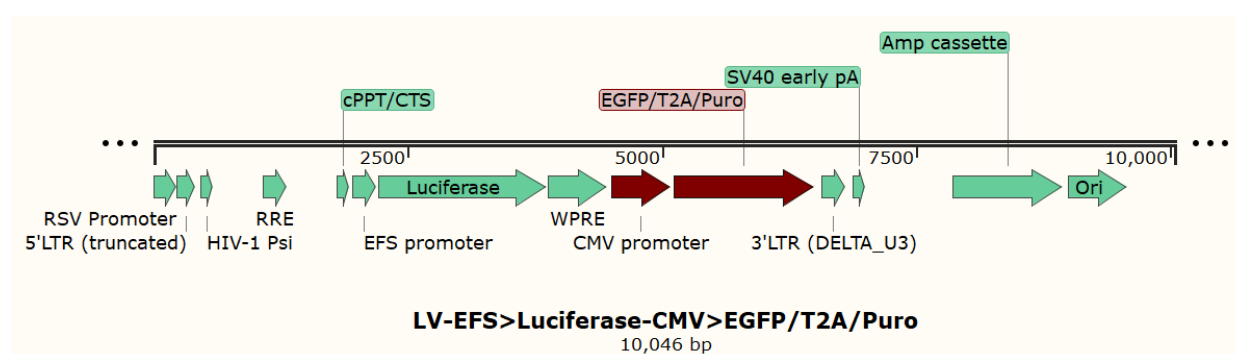 Amp cassette
SV40 early pA
cPPT/CTS
EGFP/T2A/Puro
2500
5000
7500
10,000
Luciferase
Ori
RSV Promoter
RRE
WPRE
5'LTR (truncated)
HIV-1 Psi
EFS promoter
CMV promoter
3'LTR (DELTA_U3)
LV-EFS>Luciferase-CMV>EGFP/T2A/Puro
10,046 bp